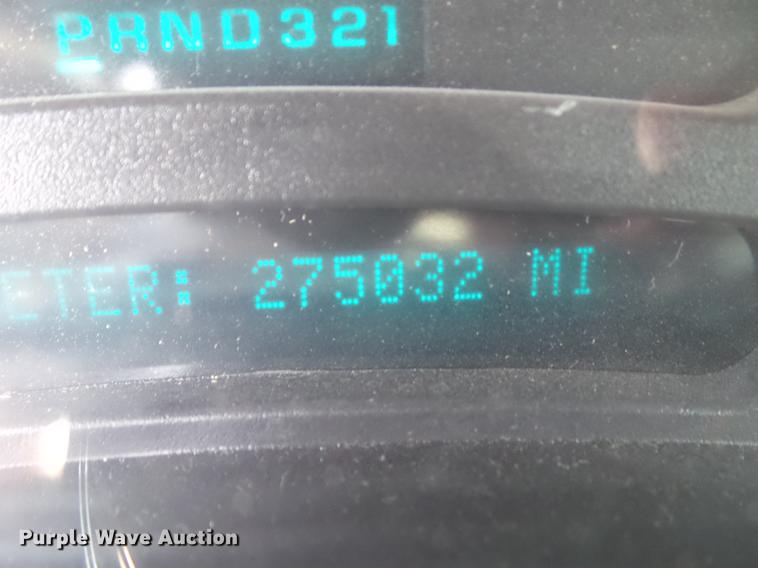 PRND321
ETER: 275032 MI
Purple Wave Auction